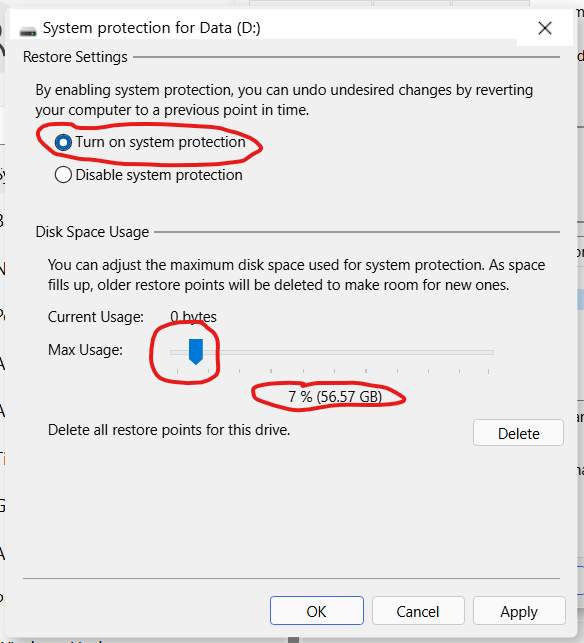 System protection for Data (D:)
Restore Settings
By enabling system protection, you can undo undesired changes by reverting
your computer to a previous point in time.
Turn on system protection
Disable system protection
Disk Space Usage
You can adjust the maximum disk space used for system protection. As space
fills up, older restore points will be deleted to make room for new ones.
Current Usage: 0 bytes
Max Usage:
7 % (56.57 GB)
Delete all restore points for this drive.
Delete
OK Cancel Apply